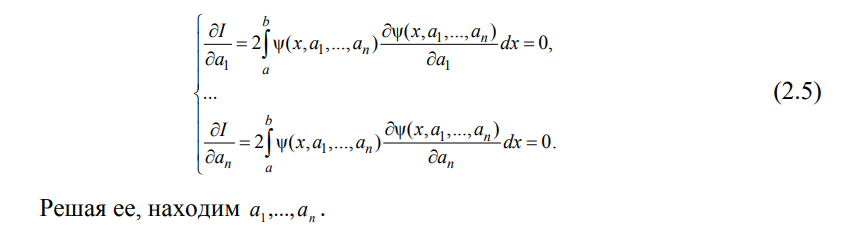 ∂I/∂a₁ = 2∫ₐᵇ ψ(x,a₁,...,aₙ) ∂ψ(x,a₁,...,aₙ)/∂a₁ dx = 0,
...
(2.5)
∂I/∂aₙ = 2∫ₐᵇ ψ(x,a₁,...,aₙ) ∂ψ(x,a₁,...,aₙ)/∂aₙ dx = 0.
Решая ее, находим a₁,...,aₙ.